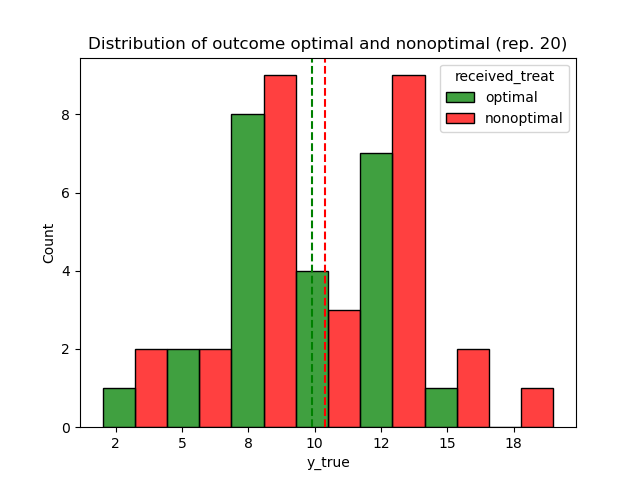 Distribution of outcome optimal and nonoptimal (rep. 20)
received_treat
optimal
nonoptimal
Count
8
6
4
2
0
2 5 8 10 12 15 18
y_true